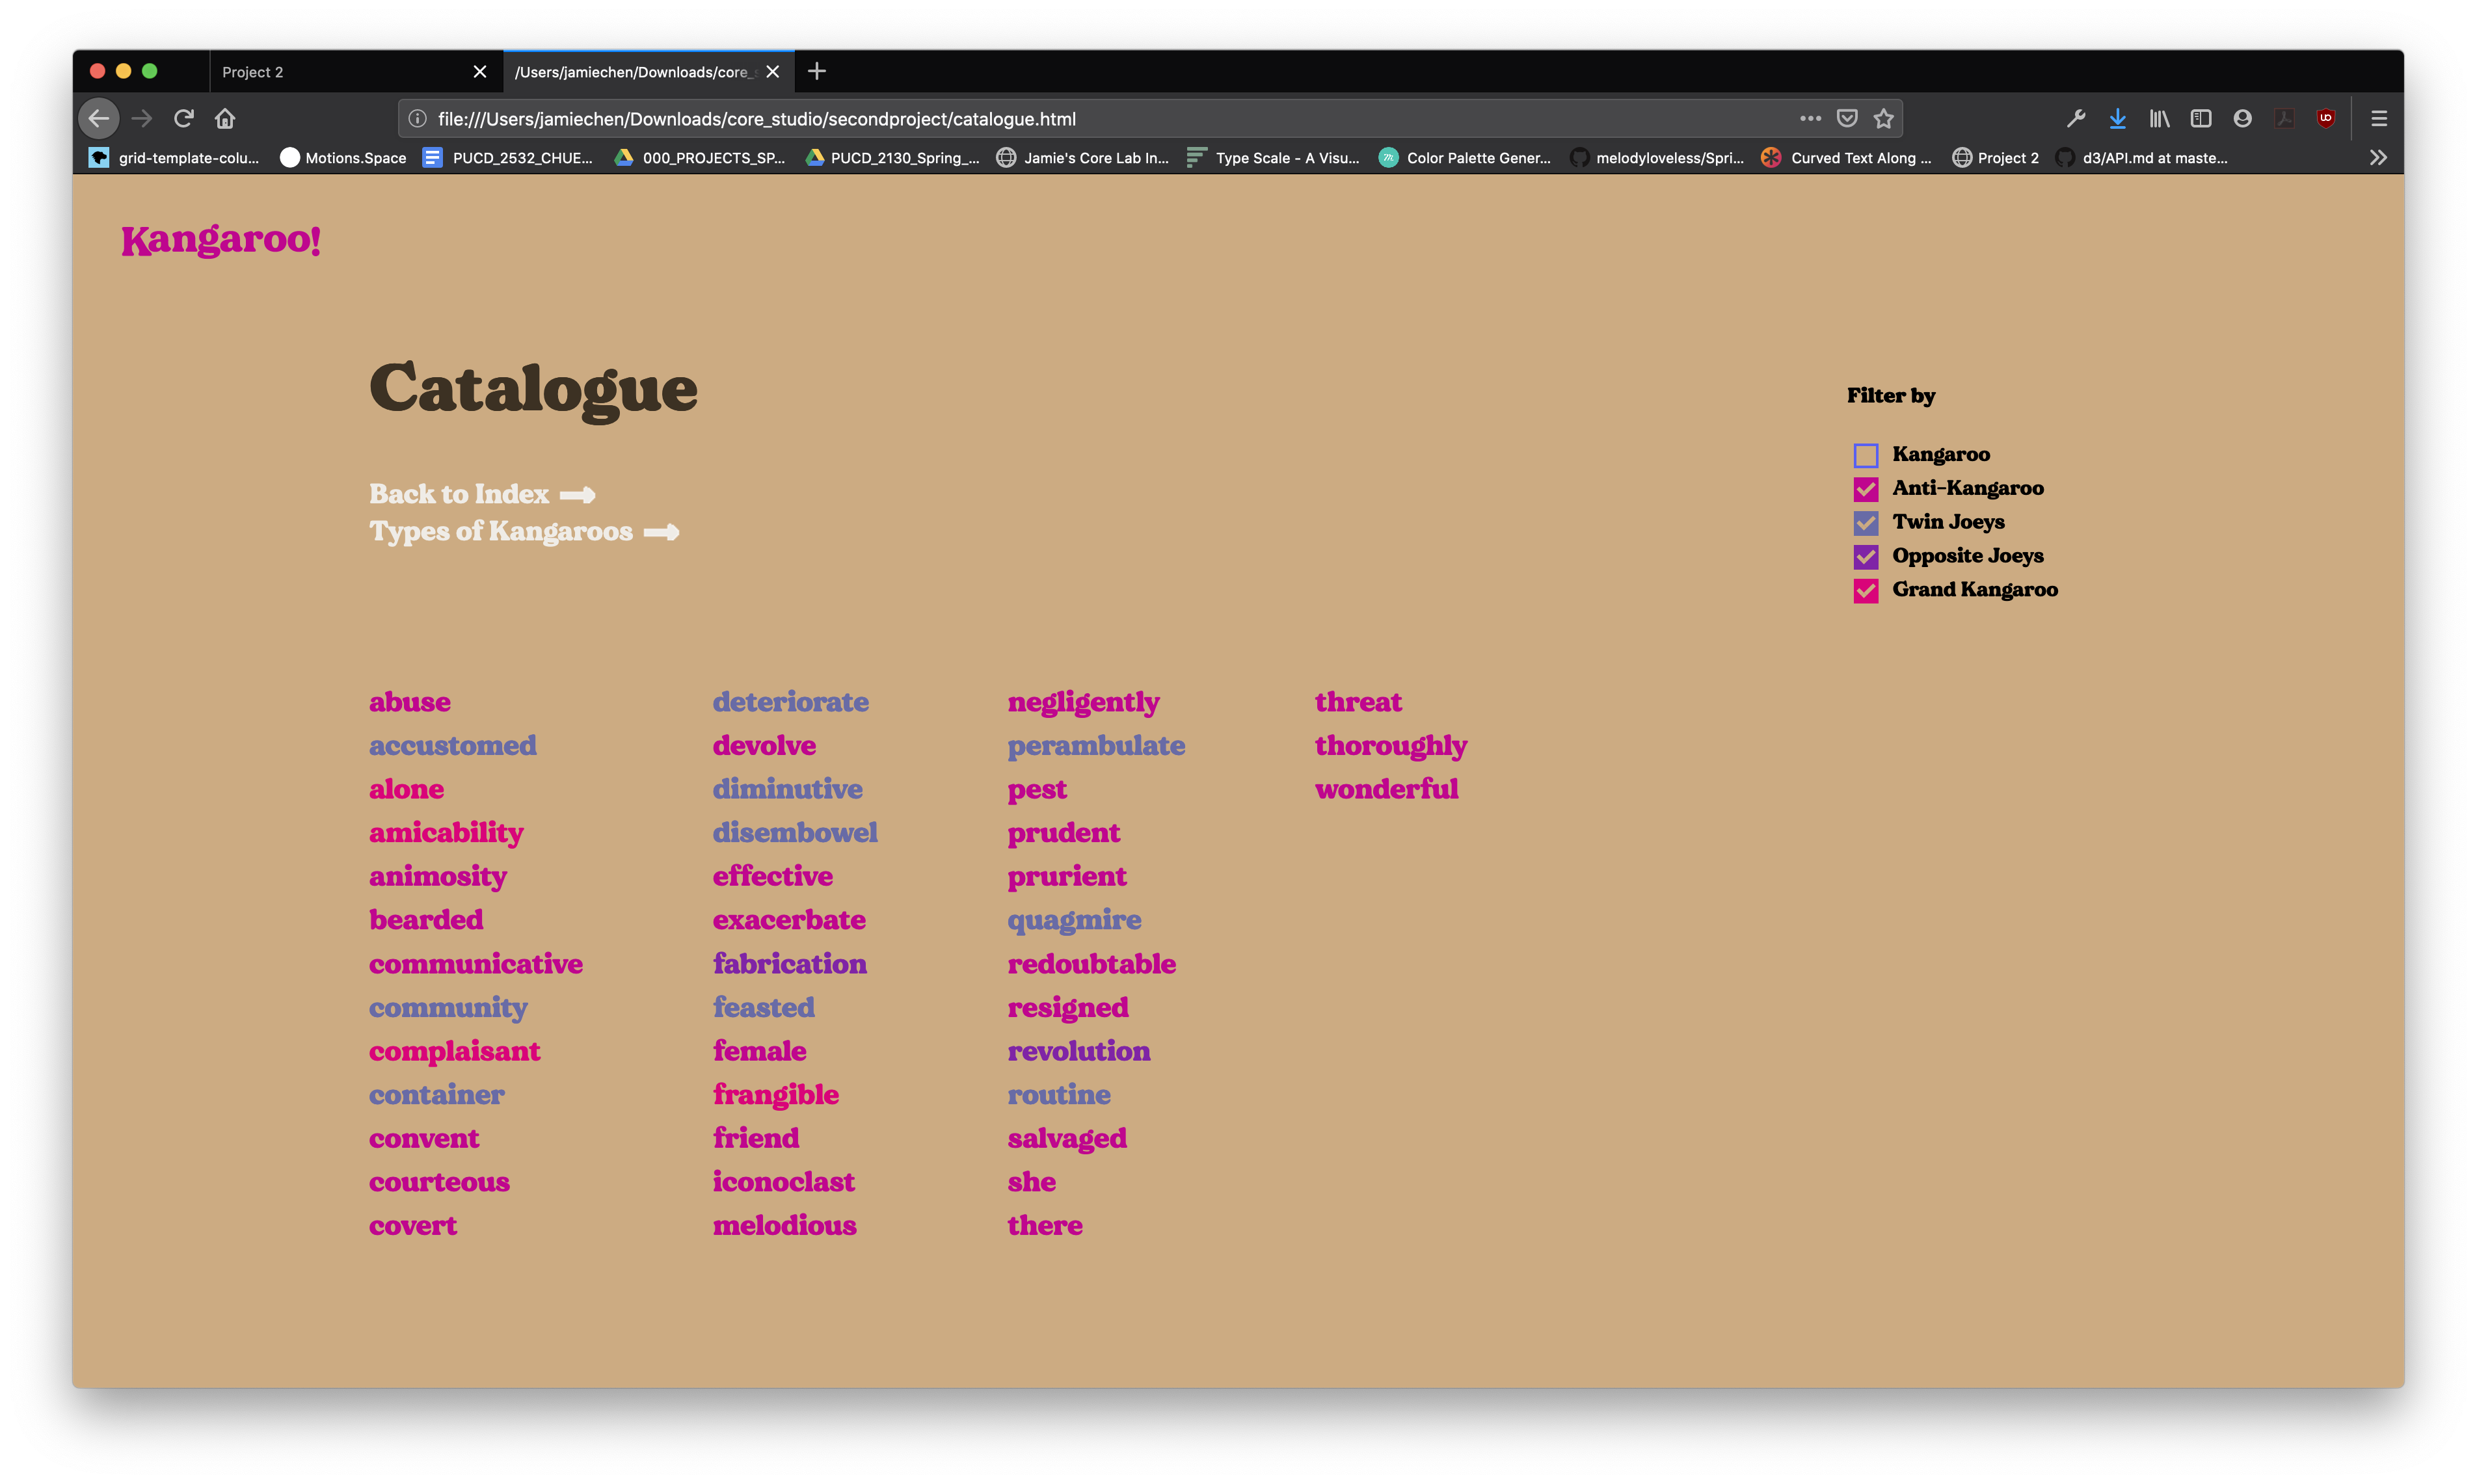 Project 2
/Users/jamiechen/Downloads/core_
file:///Users/jamiechen/Downloads/core_studio/secondproject/catalogue.html
grid-template-colu... Motions.Space PUCD_2532_CHUE... 000_PROJECTS_SP... PUCD_2130_Spring_... Jamie's Core Lab In... Type Scale - A Visu... Color Palette Gener... melodyloveless/Spri... Curved Text Along ... Project 2 d3/API.md at maste...
Kangaroo!
Catalogue
Back to Index
Types of Kangaroos
Filter by
Kangaroo
Anti-Kangaroo
Twin Joeys
Opposite Joeys
Grand Kangaroo
abuse
accustomed
alone
amicability
animosity
bearded
communicative
community
complaisant
container
convent
courteous
covert
deteriorate
devolve
diminutive
disembowel
effective
exacerbate
fabrication
feasted
female
frangible
friend
iconoclast
melodious
negligently
perambulate
pest
prudent
prurient
quagmire
redoubtable
resigned
revolution
routine
salvaged
she
there
threat
thoroughly
wonderful